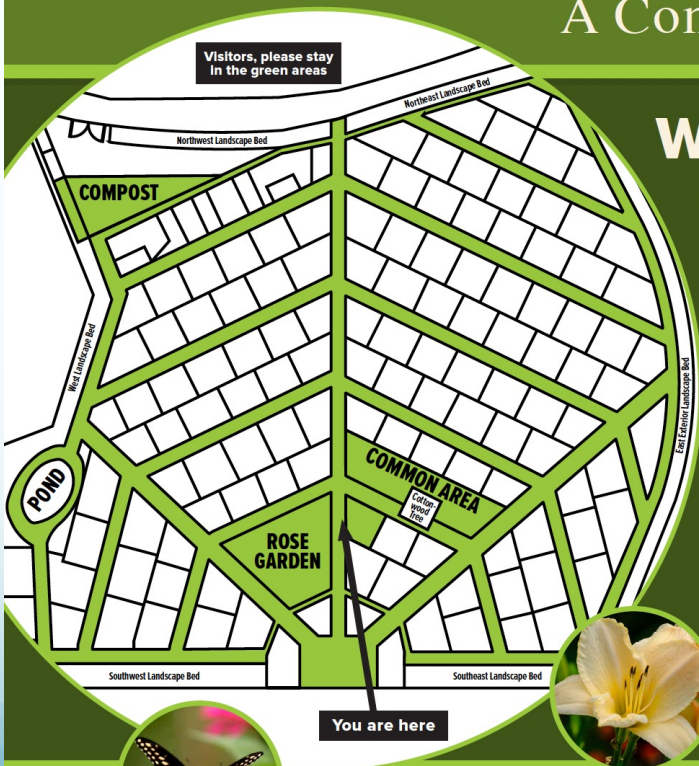 A Con
W
Visitors, please stay
in the green areas
Northeast Landscape Bed
Northwest Landscape Bed
COMPOST
West Landscape Bed
East Exterior Landscape Bed
POND
COMMON AREA
Cotton-
wood
Tree
ROSE
GARDEN
Southwest Landscape Bed
Southeast Landscape Bed
You are here